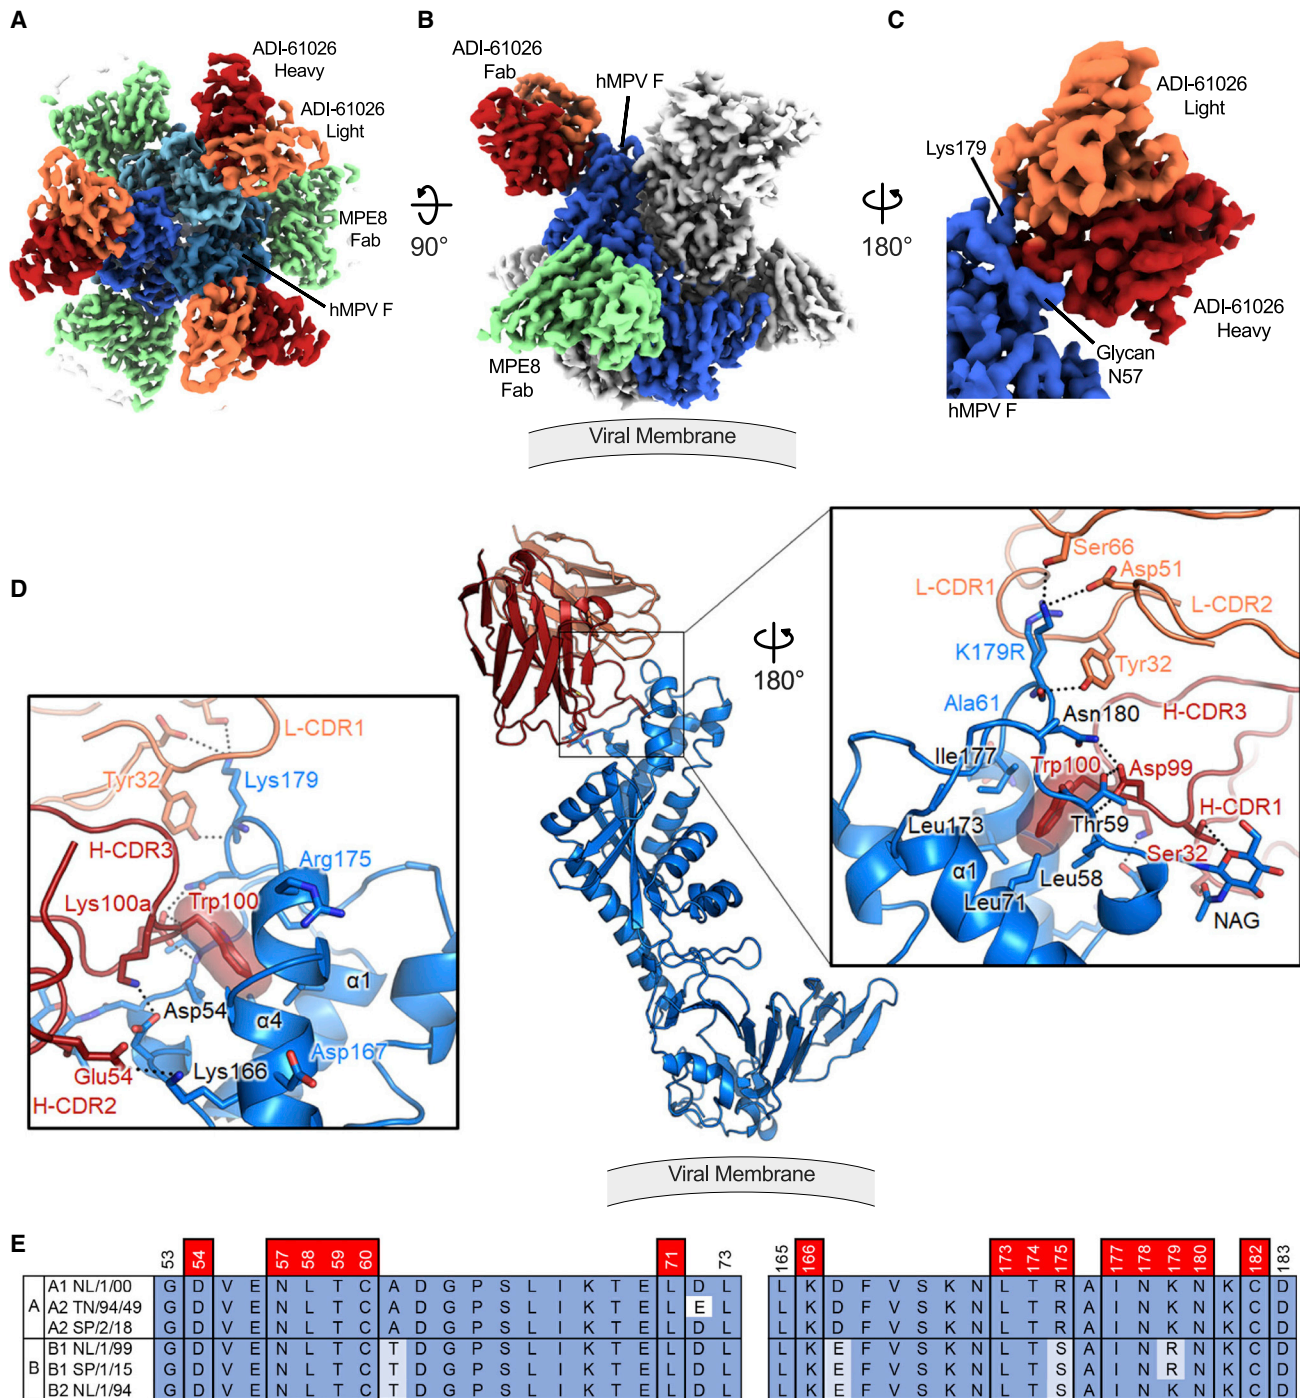 A
ADI-61026
Heavy
ADI-61026
Light
MPE8
Fab
hMPV F
90°
B
ADI-61026
Fab
hMPV F
MPE8
Fab
Viral Membrane
180°
C
ADI-61026
Light
Lys179
ADI-61026
Heavy
Glycan
N57
hMPV F
D
L-CDR1
Tyr32
Lys179
H-CDR3
Arg175
Lys100a
Trp100
α1
Asp54
α4
Asp167
Glu54
Lys166
H-CDR2
180°
Viral Membrane
Ser66
Asp51
L-CDR1
L-CDR2
K179R
Tyr32
Ala61
Asn180
H-CDR3
Ile177
Trp100
Asp99
H-CDR1
Leu173
Thr59
Ser32
α1
Leu58
Leu71
NAG
E
53 54 57 58 59 60 71 73 165 166 173 174 175 177 178 179 180 182 183
A
A1 NL/1/00 G D V E N L T C A D G P S L I K T E L D L L K D F V S K N L T R A I N K N K C D
A2 TN/94/49 G D V E N L T C A D G P S L I K T E L E L L K D F V S K N L T R A I N K N K C D
A2 SP/2/18 G D V E N L T C A D G P S L I K T E L D L L K D F V S K N L T R A I N K N K C D
B
B1 NL/1/99 G D V E N L T C T D G P S L I K T E L D L L K E F V S K N L T S A I N R N K C D
B1 SP/1/15 G D V E N L T C T D G P S L I K T E L D L L K E F V S K N L T S A I N R N K C D
B2 NL/1/94 G D V E N L T C T D G P S L I K T E L D L L K E F V S K N L T S A I N K N K C D